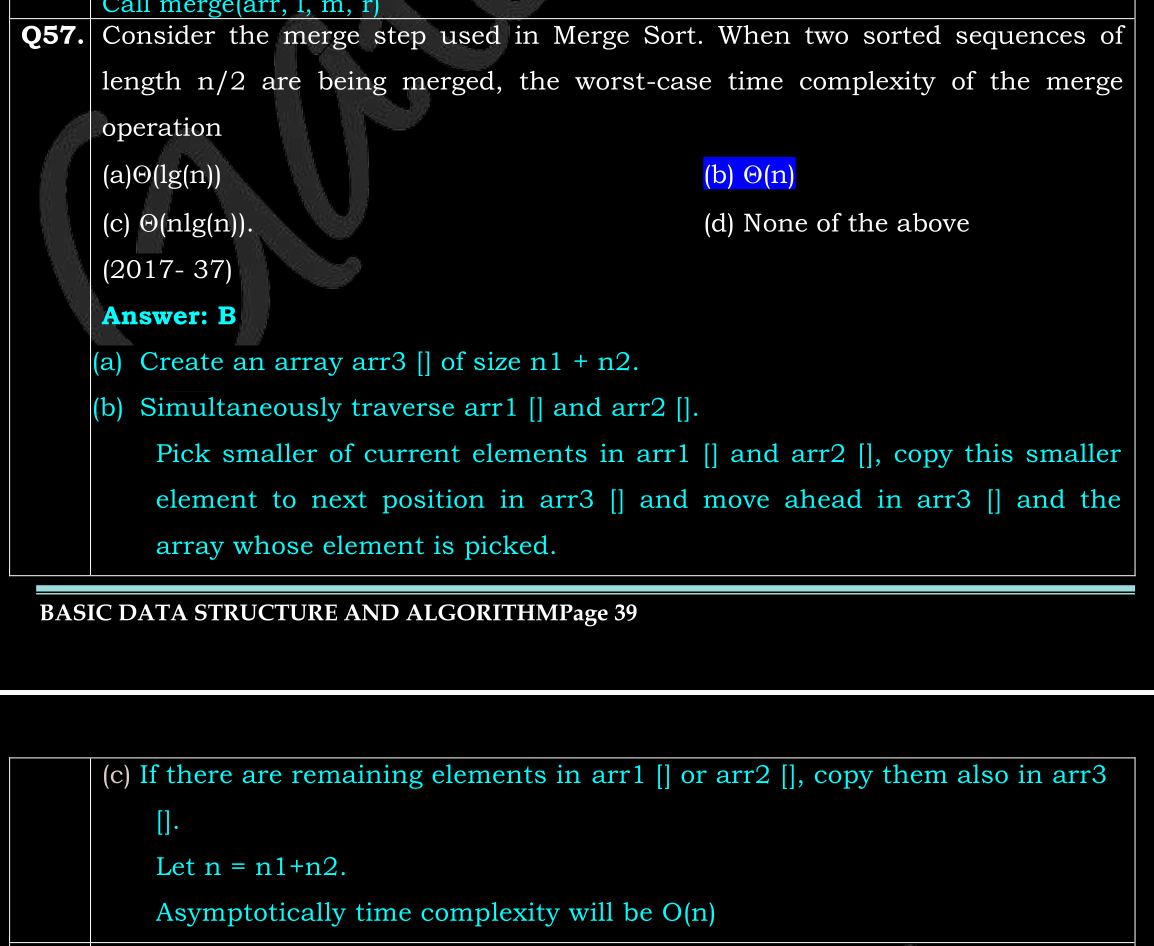 Call merge(arr, l, m, r)
Q57. Consider the merge step used in Merge Sort. When two sorted sequences of
length n/2 are being merged, the worst-case time complexity of the merge
operation
(a)Θ(lg(n)) (b) Θ(n)
(c) Θ(nlg(n)). (d) None of the above
(2017- 37)
Answer: B
(a) Create an array arr3 [] of size n1 + n2.
(b) Simultaneously traverse arr1 [] and arr2 [].
Pick smaller of current elements in arr1 [] and arr2 [], copy this smaller
element to next position in arr3 [] and move ahead in arr3 [] and the
array whose element is picked.
BASIC DATA STRUCTURE AND ALGORITHMPage 39
(c) If there are remaining elements in arr1 [] or arr2 [], copy them also in arr3
[].
Let n = n1+n2.
Asymptotically time complexity will be O(n)